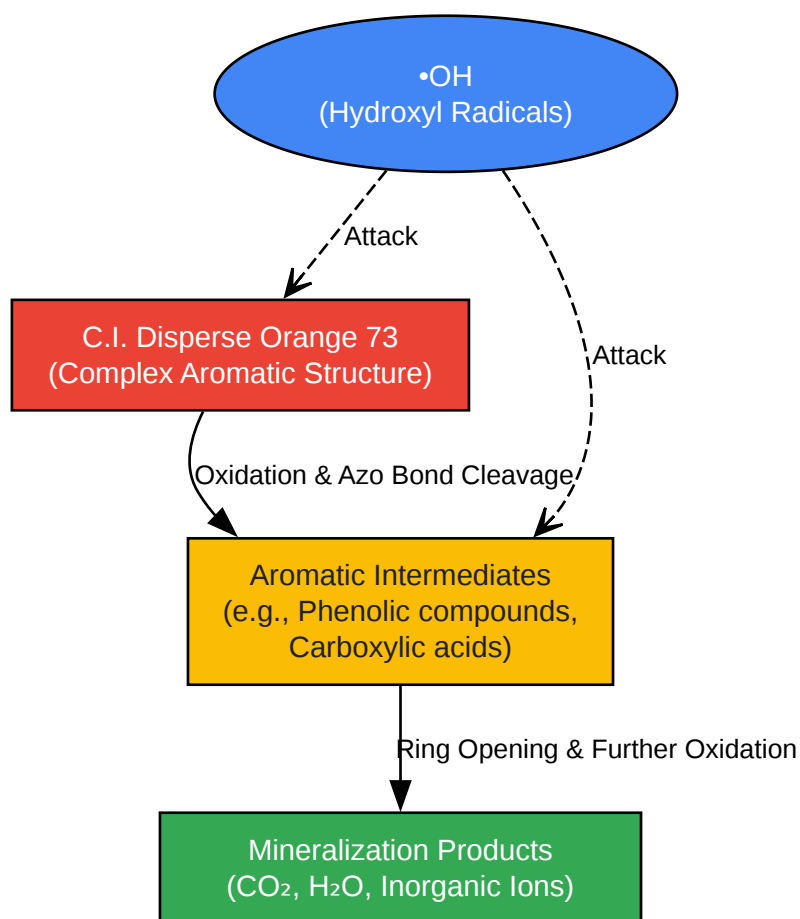 •OH
(Hydroxyl Radicals)
Attack
C.I. Disperse Orange 73
(Complex Aromatic Structure)
Attack
Oxidation & Azo Bond Cleavage
Aromatic Intermediates
(e.g., Phenolic compounds,
Carboxylic acids)
Ring Opening & Further Oxidation
Mineralization Products
(CO₂, H₂O, Inorganic Ions)